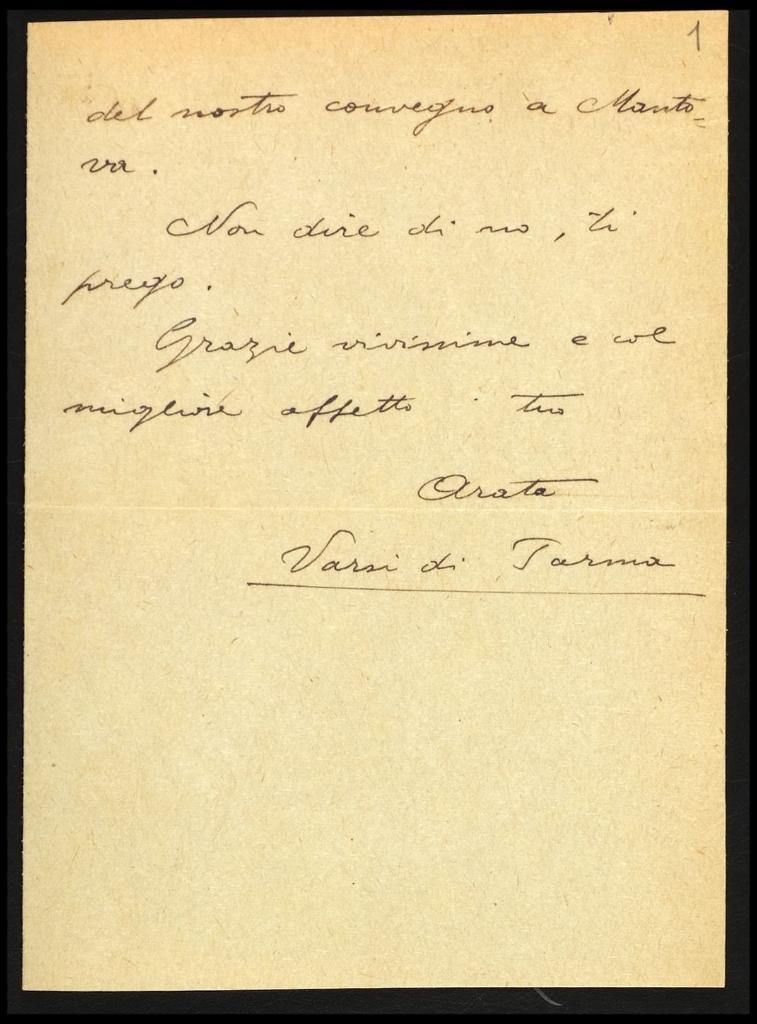 1
del nostro convegno a Manto=
va.
Non dire di no, ti
prego.
Grazie vivissime e col
migliore affetto tuo
Arata
Varsi di Parma